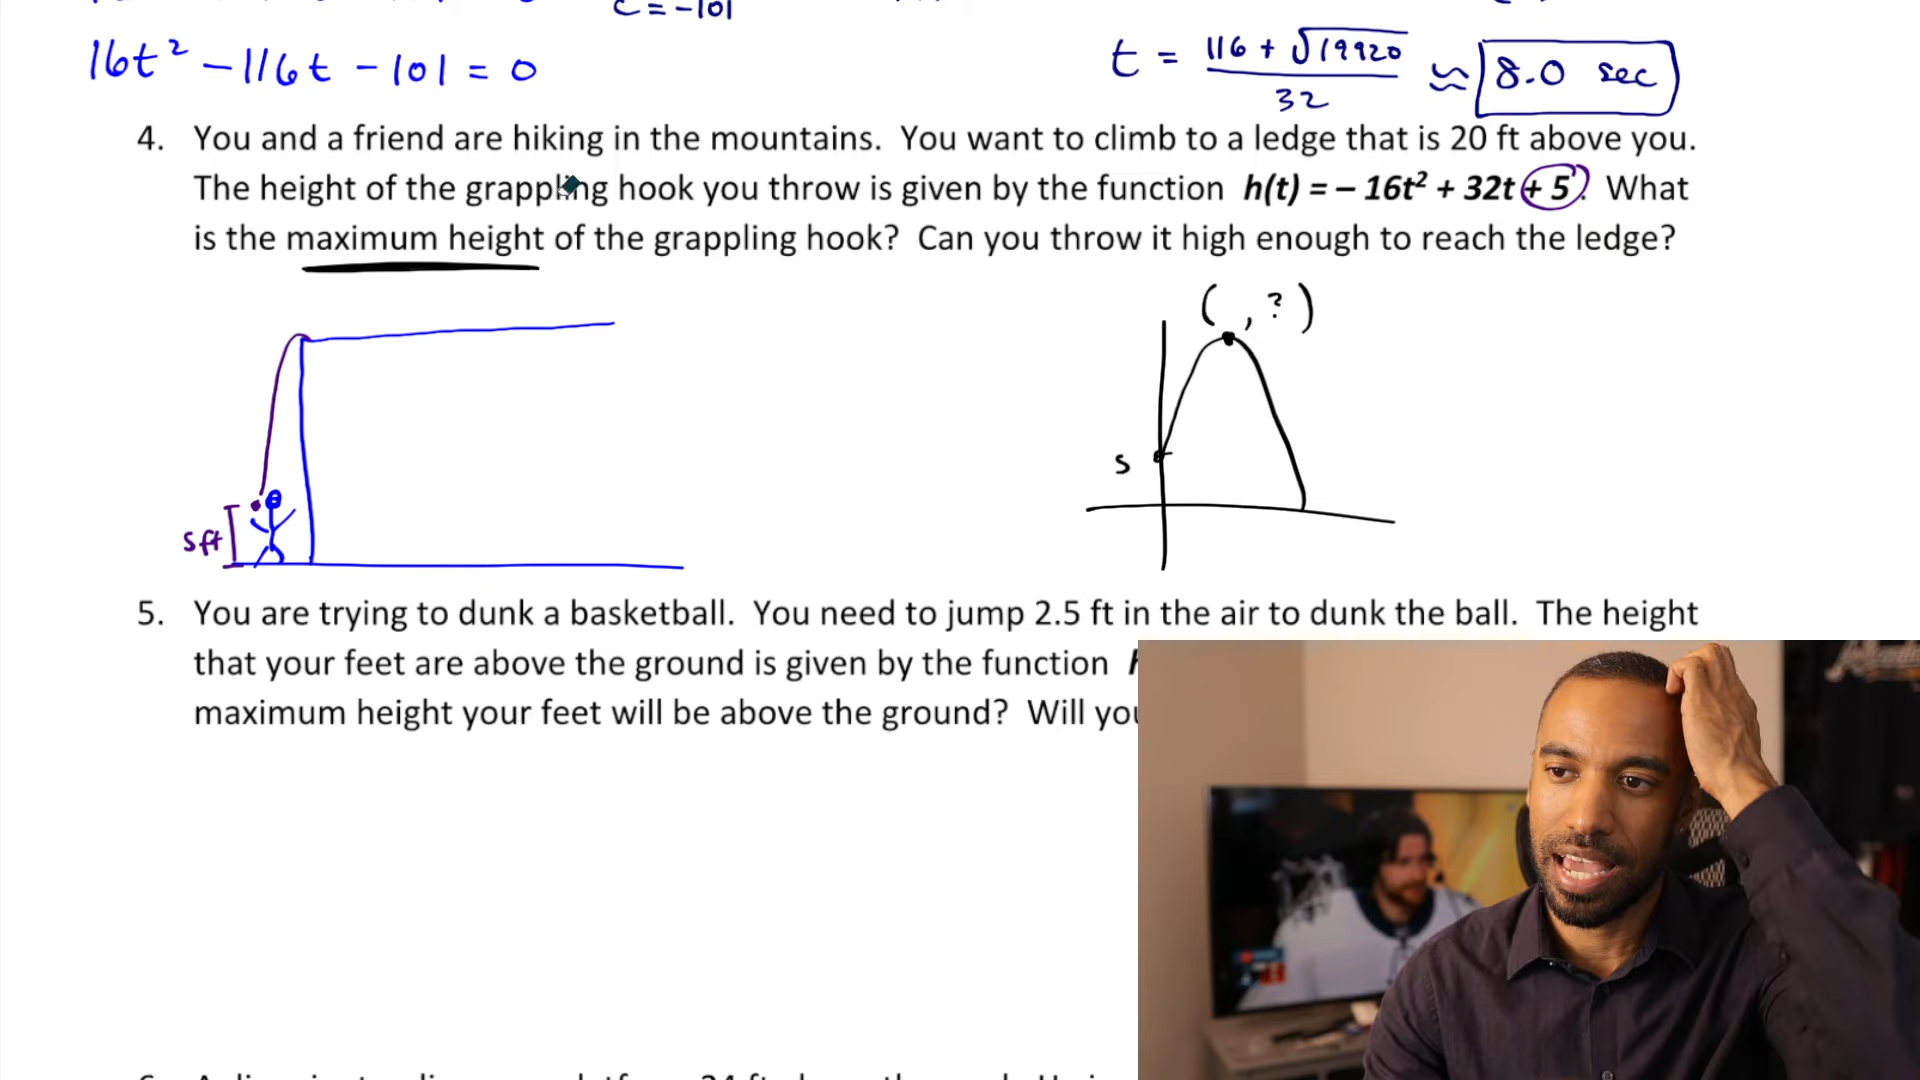 c = -101
16t² - 116t - 101 = 0
t = 116 + √19920 / 32 ≈ 8.0 sec
4. You and a friend are hiking in the mountains. You want to climb to a ledge that is 20 ft above you.
The height of the grappling hook you throw is given by the function h(t) = – 16t² + 32t + 5. What
is the maximum height of the grappling hook? Can you throw it high enough to reach the ledge?
( , ?)
5
5ft
5. You are trying to dunk a basketball. You need to jump 2.5 ft in the air to dunk the ball. The height
that your feet are above the ground is given by the function
maximum height your feet will be above the ground? Will you